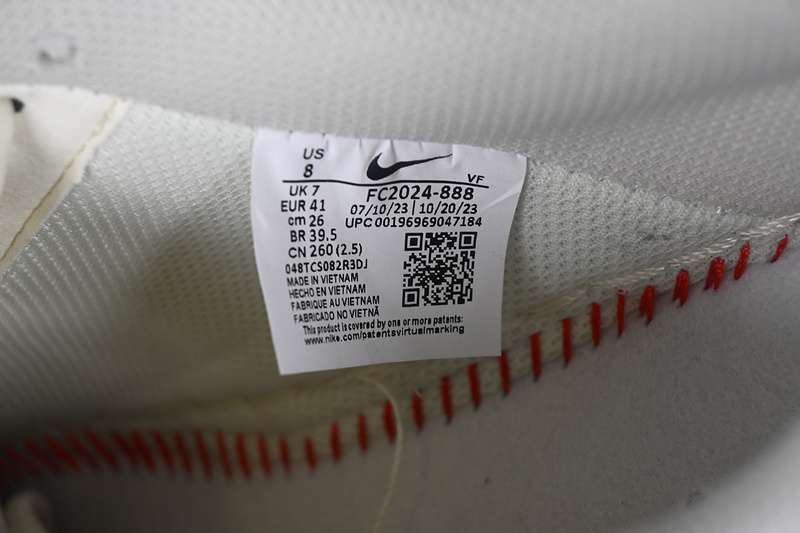 US
8
VF
UK 7
FC2024-888
EUR 41
07/10/23 | 10/20/23
cm 26
UPC 00196969047184
BR 39.5
CN 260 (2.5)
048TCS082R3DJ
MADE IN VIETNAM
HECHO EN VIETNAM
FABRIQUE AU VIETNAM
FABRICADO NO VIETNÃ
This product is covered by one or more patents:
www.nike.com/patentsvirtualmarking